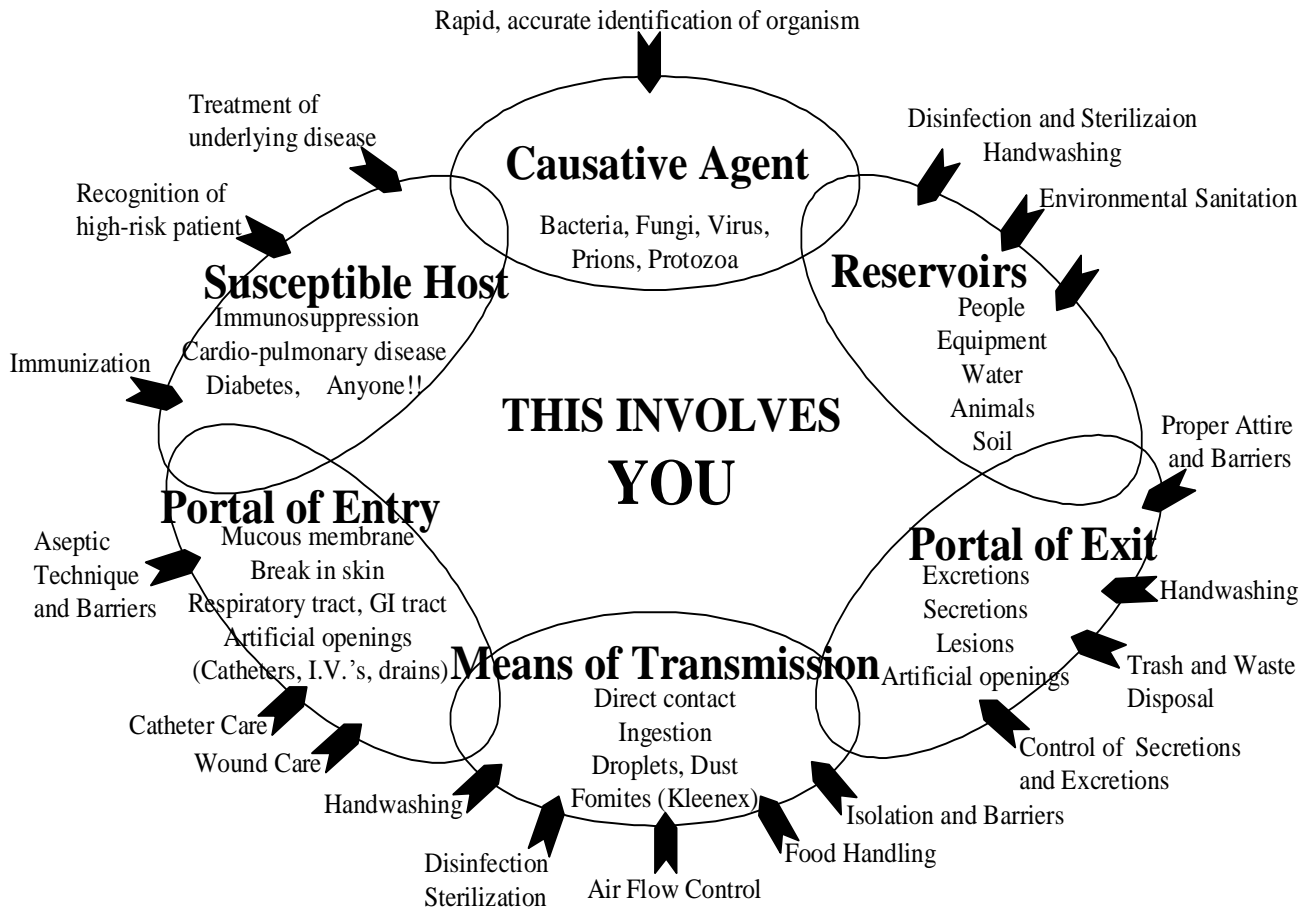 Rapid, accurate identification of organism
Causative Agent
Bacteria, Fungi, Virus,
Prions, Protozoa
Disinfection and Sterilizaion
Handwashing
Environmental Sanitation
Reservoirs
People
Equipment
Water
Animals
Soil
Proper Attire
and Barriers
Portal of Exit
Excretions
Secretions
Lesions
Artificial openings
Handwashing
Trash and Waste
Disposal
Control of Secretions
and Excretions
Means of Transmission
Direct contact
Ingestion
Droplets, Dust
Fomites (Kleenex)
Isolation and Barriers
Food Handling
Air Flow Control
Disinfection
Sterilization
Handwashing
Portal of Entry
Mucous membrane
Break in skin
Respiratory tract, GI tract
Artificial openings
(Catheters, I.V.'s, drains)
Wound Care
Catheter Care
Aseptic
Technique
and Barriers
Susceptible Host
Immunosuppression
Cardio-pulmonary disease
Diabetes, Anyone!!
Immunization
Recognition of
high-risk patient
Treatment of
underlying disease
THIS INVOLVES
YOU